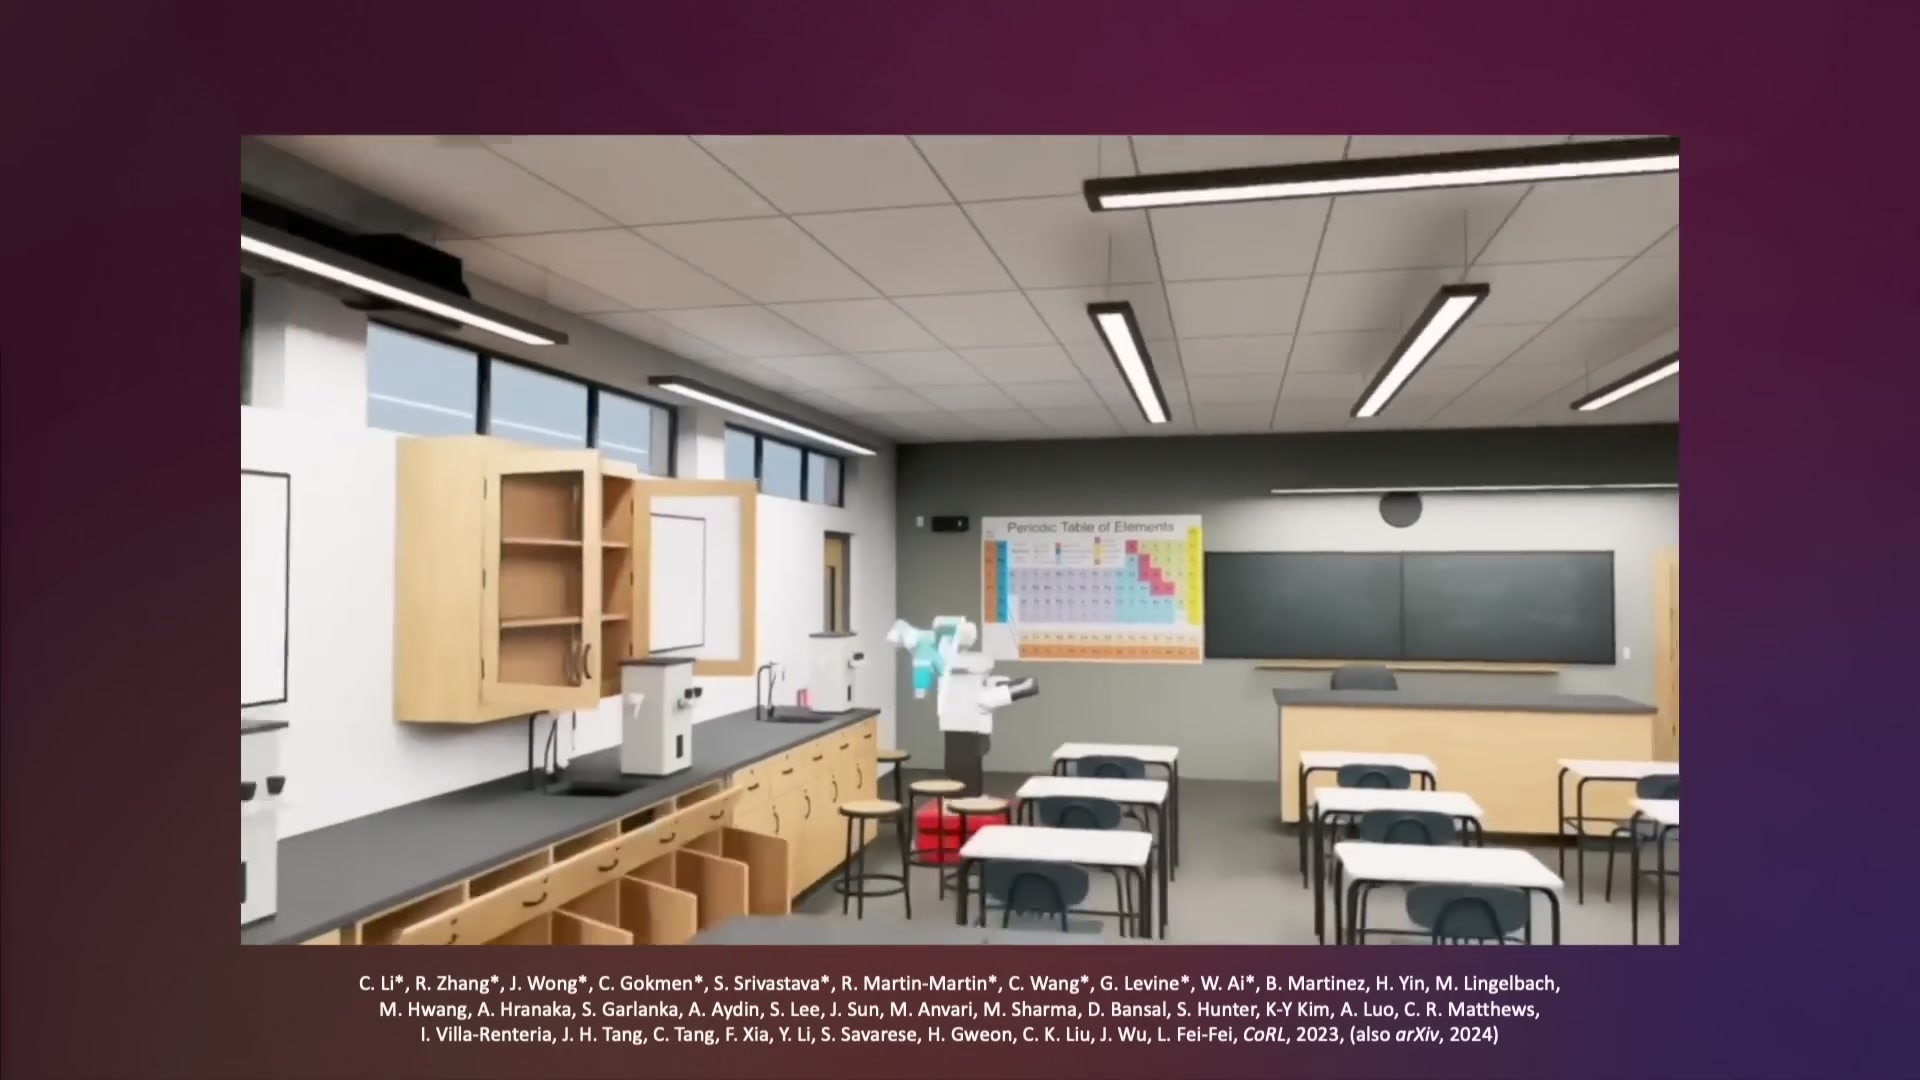 Periodic Table of Elements
C. Li*, R. Zhang*, J. Wong*, C. Gokmen*, S. Srivastava*, R. Martin-Martin*, C. Wang*, G. Levine*, W. Ai*, B. Martinez, H. Yin, M. Lingelbach,
M. Hwang, A. Hranaka, S. Garlanka, A. Aydin, S. Lee, J. Sun, M. Anvari, M. Sharma, D. Bansal, S. Hunter, K-Y Kim, A. Luo, C. R. Matthews,
I. Villa-Renteria, J. H. Tang, C. Tang, F. Xia, Y. Li, S. Savarese, H. Gweon, C. K. Liu, J. Wu, L. Fei-Fei, CoRL, 2023, (also arXiv, 2024)